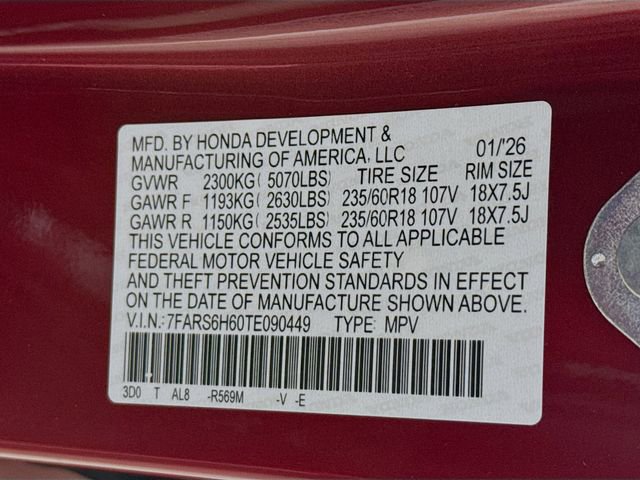 MFD. BY HONDA DEVELOPMENT &
MANUFACTURING OF AMERICA, LLC 01/'26
GVWR 2300KG( 5070LBS) TIRE SIZE RIM SIZE
GAWR F 1193KG( 2630LBS) 235/60R18 107V 18X7.5J
GAWR R 1150KG( 2535LBS) 235/60R18 107V 18X7.5J
THIS VEHICLE CONFORMS TO ALL APPLICABLE
FEDERAL MOTOR VEHICLE SAFETY
AND THEFT PREVENTION STANDARDS IN EFFECT
ON THE DATE OF MANUFACTURE SHOWN ABOVE.
V.I.N.:7FARS6H60TE090449 TYPE: MPV
3D0 T AL8 -R569M -V -E